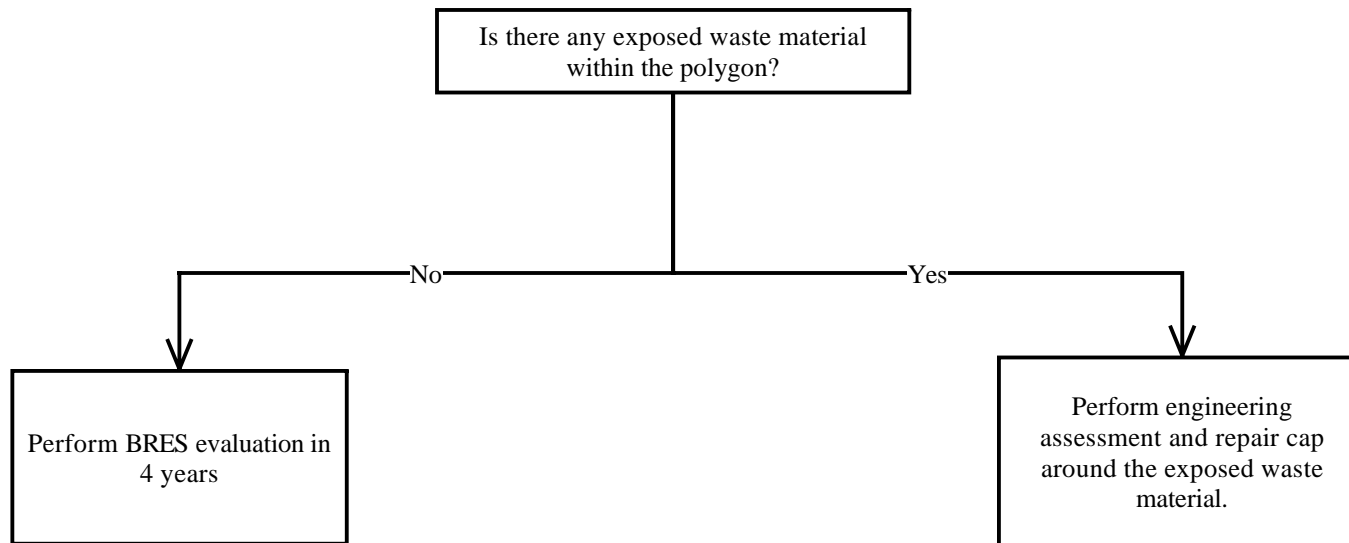 Is there any exposed waste material
within the polygon?
No
Yes
Perform BRES evaluation in
4 years
Perform engineering
assessment and repair cap
around the exposed waste
material.